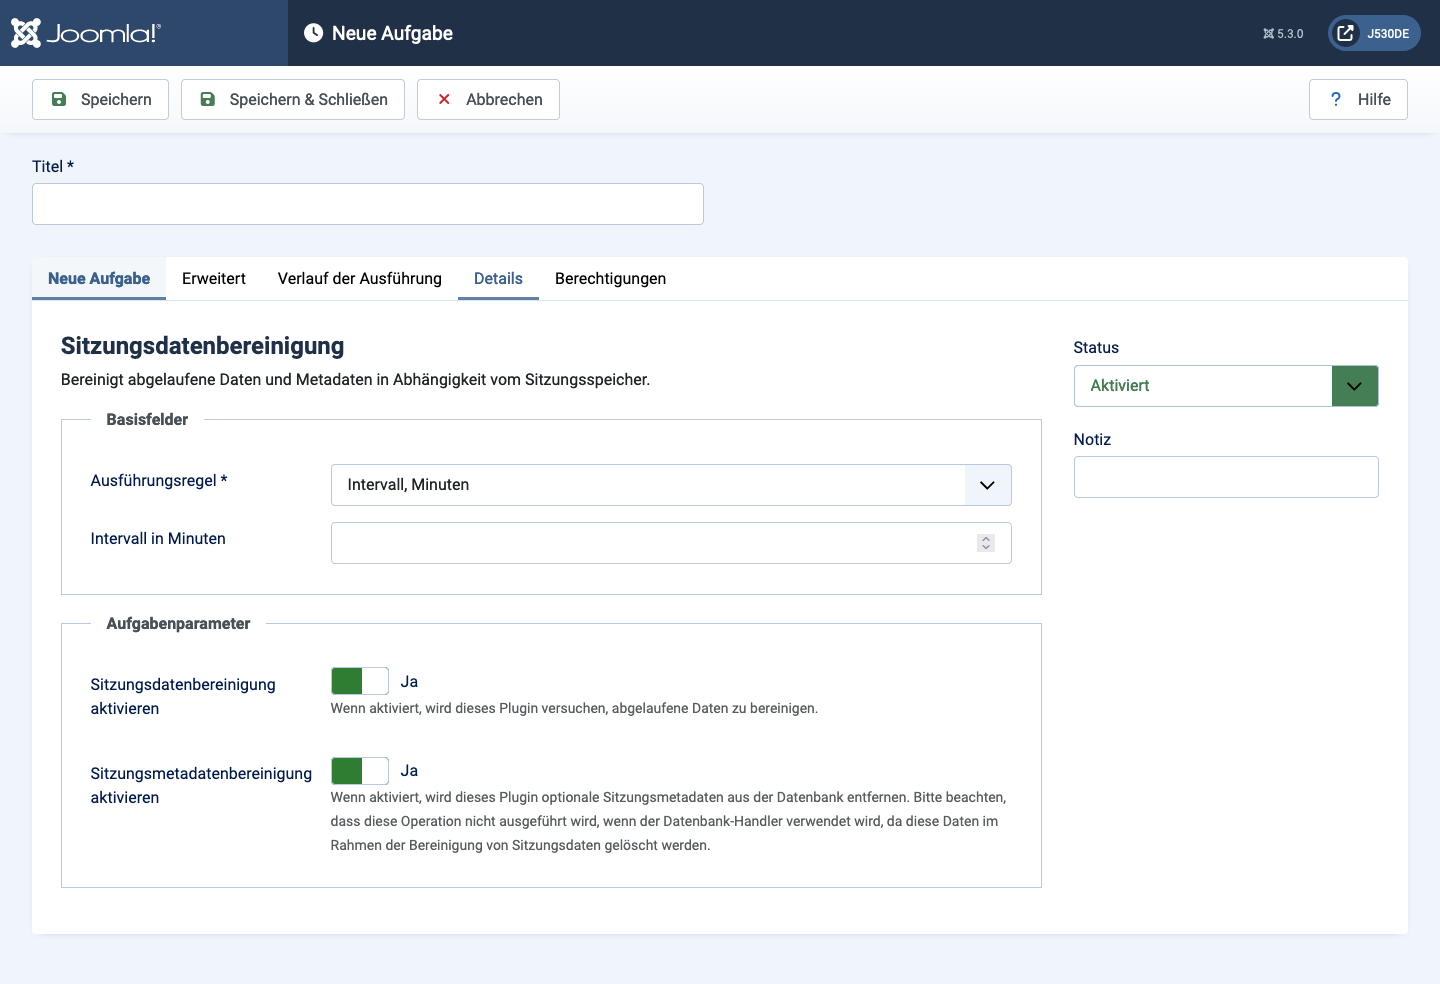 Joomla!®
Neue Aufgabe
5.3.0
J530DE
Speichern
Speichern & Schließen
Abbrechen
? Hilfe
Titel *
Neue Aufgabe
Erweitert
Verlauf der Ausführung
Details
Berechtigungen
Sitzungsdatenbereinigung
Bereinigt abgelaufene Daten und Metadaten in Abhängigkeit vom Sitzungsspeicher.
Basisfelder
Ausführungsregel *
Intervall, Minuten
Intervall in Minuten
Aufgabenparameter
Sitzungsdatenbereinigung
aktivieren
Ja
Wenn aktiviert, wird dieses Plugin versuchen, abgelaufene Daten zu bereinigen.
Sitzungsmetadatenbereinigung
aktivieren
Ja
Wenn aktiviert, wird dieses Plugin optionale Sitzungsmetadaten aus der Datenbank entfernen. Bitte beachten,
dass diese Operation nicht ausgeführt wird, wenn der Datenbank-Handler verwendet wird, da diese Daten im
Rahmen der Bereinigung von Sitzungsdaten gelöscht werden.
Status
Aktiviert
Notiz